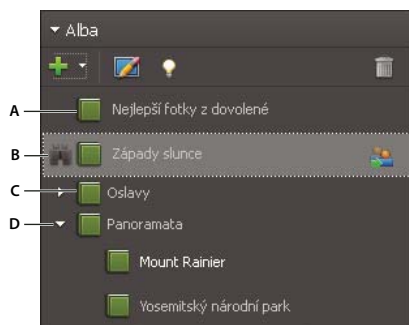 Alba
A Nejlepší fotky z dovolené
B Západy slunce
C Oslavy
D Panoramata
Mount Rainier
Yosemitský národní park